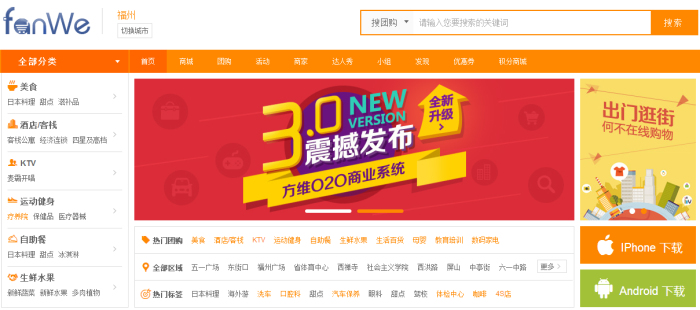 fanWe
福州
切换城市
搜团购 请输入您要搜索的关键词 搜索
全部分类 首页 商城 团购 活动 商家 达人秀 小组 发现 优惠券 积分商城
美食
日本料理 甜点 滋补品
酒店/客栈
客栈公寓 经济连锁 四星及高档
KTV
麦霸开唱
运动健身
疗养院 保健品 医疗器械
自助餐
日本料理 甜点 冰淇淋
生鲜水果
新鲜蔬菜 新鲜水果 多肉植物
3.0 NEW
VERSION
震撼发布
全新
升级
方维O2O商业系统
出门逛街
何不在线购物
热门团购 美食 酒店/客栈 KTV 运动健身 自助餐 生鲜水果 生活百货 母婴 教育培训 数码家电
全部区域 五一广场 东街口 福州广场 省体育中心 西禅寺 社会主义学院 西洪路 屏山 中亭街 六一中路 更多
热门标签 日本料理 海外游 洗车 口腔科 甜点 汽车保养 眼科 甜点 驾校 体检中心 咖啡 4S店
IPhone 下载
Android 下载